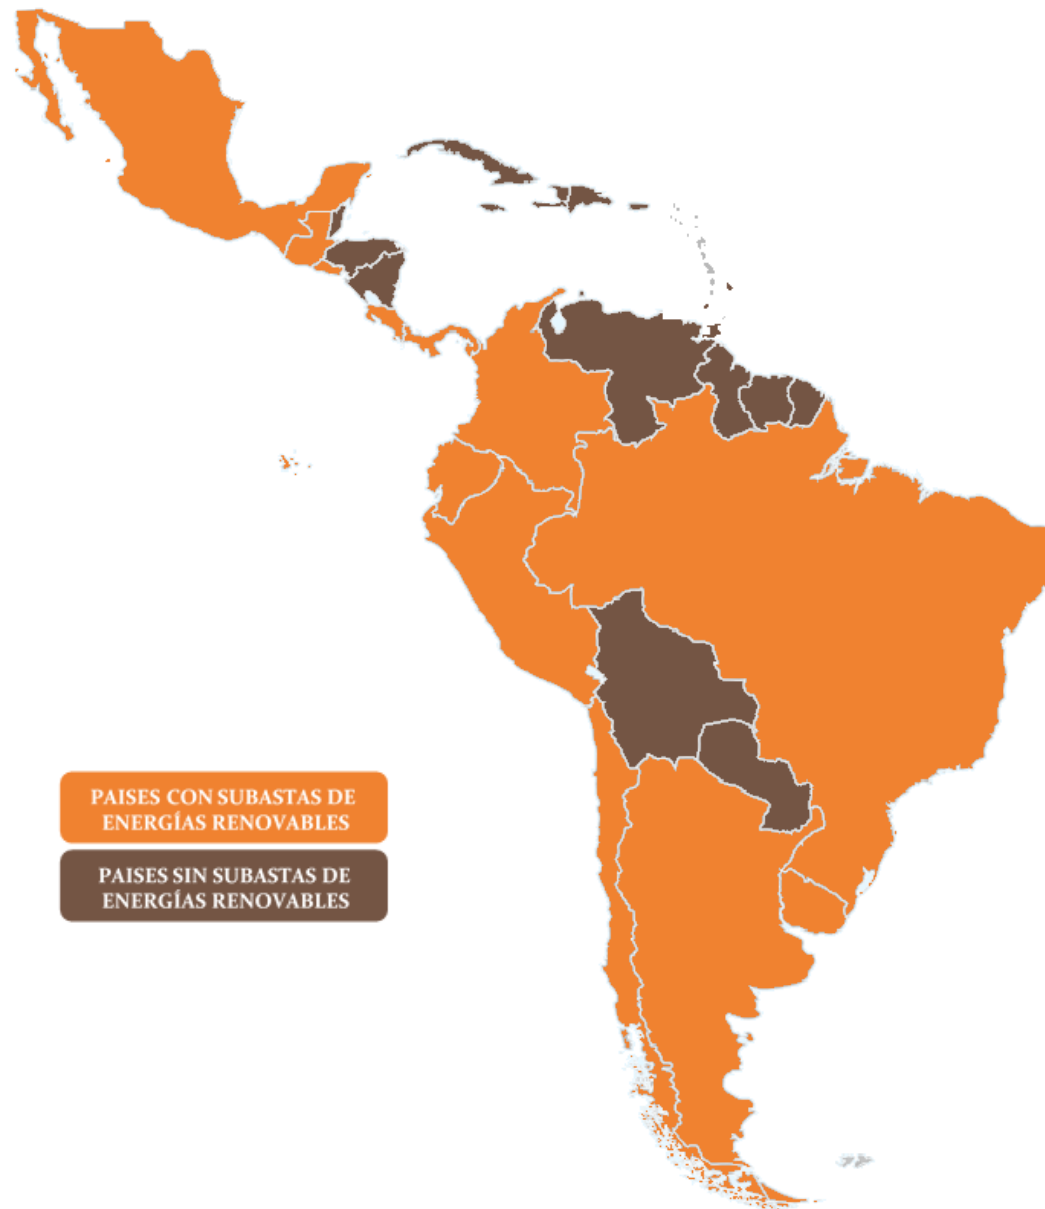 PAISES CON SUBASTAS DE
ENERGÍAS RENOVABLES
PAISES SIN SUBASTAS DE
ENERGÍAS RENOVABLES